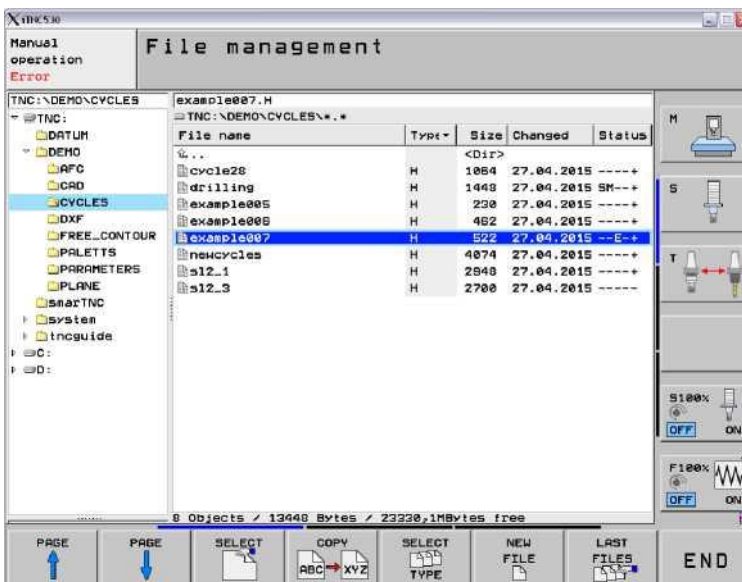 iTNC530
Manual
operation
Error
File management
TNC:\DEMO\CYCLES
example007.H
TNC:
DATUM
DEMO
AFC
CAD
CYCLES
DXF
FREE_CONTOUR
PALETTS
PARAMETERS
PLANE
smarTNC
system
tncguide
C:
D:
TNC:\DEMO\CYCLES\*.*
File name Type Size Changed Status
.. <Dir>
cycle28 H 1064 27.04.2015 ----+
drilling H 1448 27.04.2015 SM--+
example005 H 230 27.04.2015 ----+
example006 H 462 27.04.2015 ----+
example007 H 522 27.04.2015 --E-+
newcycles H 4074 27.04.2015 ----+
sl2_1 H 2948 27.04.2015 ----+
sl2_3 H 2700 27.04.2015 -----
8 Objects / 13448 Bytes / 23330,1MBytes free
M
S
T
S100%
OFF ON
F100%
OFF ON
PAGE
PAGE
SELECT
COPY
ABC XYZ
SELECT
TYPE
NEW
FILE
LAST
FILES
END